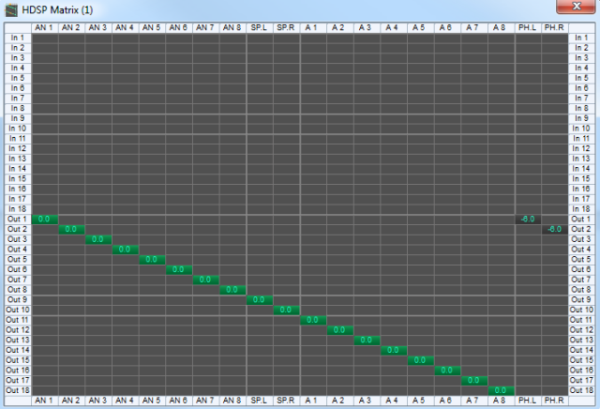 HDSP Matrix (1)
AN 1 AN 2 AN 3 AN 4 AN 5 AN 6 AN 7 AN 8 SP.L SP.R A 1 A 2 A 3 A 4 A 5 A 6 A 7 A 8 PH.L PH.R
In 1 In 1
In 2 In 2
In 3 In 3
In 4 In 4
In 5 In 5
In 6 In 6
In 7 In 7
In 8 In 8
In 9 In 9
In 10 In 10
In 11 In 11
In 12 In 12
In 13 In 13
In 14 In 14
In 15 In 15
In 16 In 16
In 17 In 17
In 18 In 18
Out 1 0.0 -6.0 Out 1
Out 2 0.0 -6.0 Out 2
Out 3 0.0 Out 3
Out 4 0.0 Out 4
Out 5 0.0 Out 5
Out 6 0.0 Out 6
Out 7 0.0 Out 7
Out 8 0.0 Out 8
Out 9 0.0 Out 9
Out 10 0.0 Out 10
Out 11 0.0 Out 11
Out 12 0.0 Out 12
Out 13 0.0 Out 13
Out 14 0.0 Out 14
Out 15 0.0 Out 15
Out 16 0.0 Out 16
Out 17 0.0 Out 17
Out 18 0.0 Out 18
AN 1 AN 2 AN 3 AN 4 AN 5 AN 6 AN 7 AN 8 SP.L SP.R A 1 A 2 A 3 A 4 A 5 A 6 A 7 A 8 PH.L PH.R